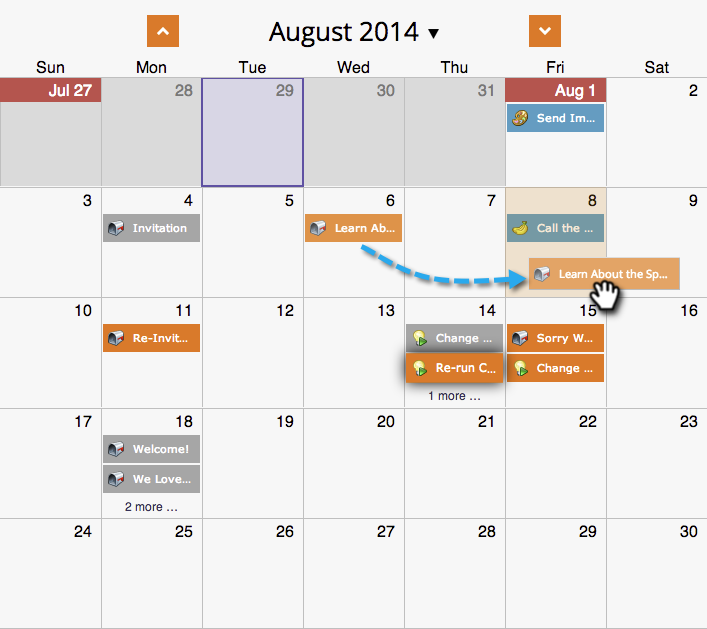 August 2014 ▼
Sun Mon Tue Wed Thu Fri Sat
Jul 27 28 29 30 31 Aug 1 2
Send Im...
3 4 5 6 7 8 9
Invitation Learn Ab... Call the ...
Learn About the Sp...
10 11 12 13 14 15 16
Re-Invit... Change ... Sorry W...
Re-run C... Change ...
1 more ...
17 18 19 20 21 22 23
Welcome!
We Love...
2 more ...
24 25 26 27 28 29 30